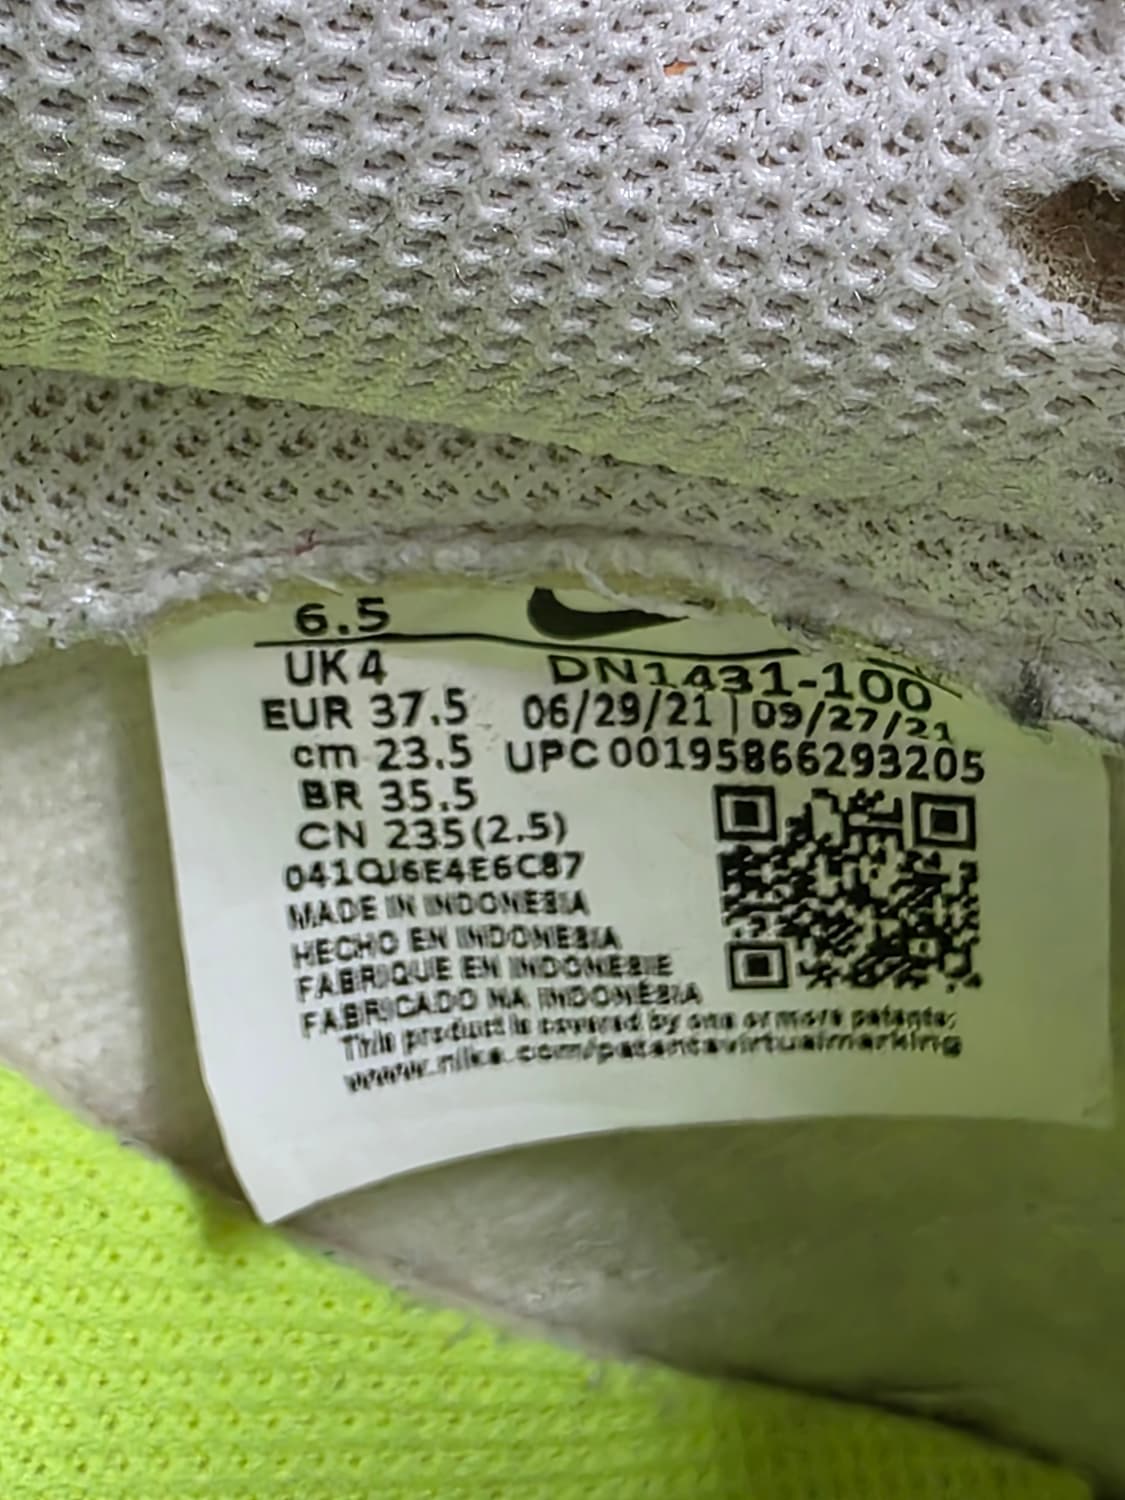 6.5
UK 4
DN1431-100
EUR 37.5 06/29/21 | 09/27/21
cm 23.5 UPC 00195866293205
BR 35.5
CN 235(2.5)
041QJ6E4E6C87
MADE IN INDONESIA
HECHO EN INDONESIA
FABRIQUE EN INDONESIE
FABRICADO NA INDONÉSIA
This product is covered by one or more patents:
www.nike.com/patentsvirtualmarking